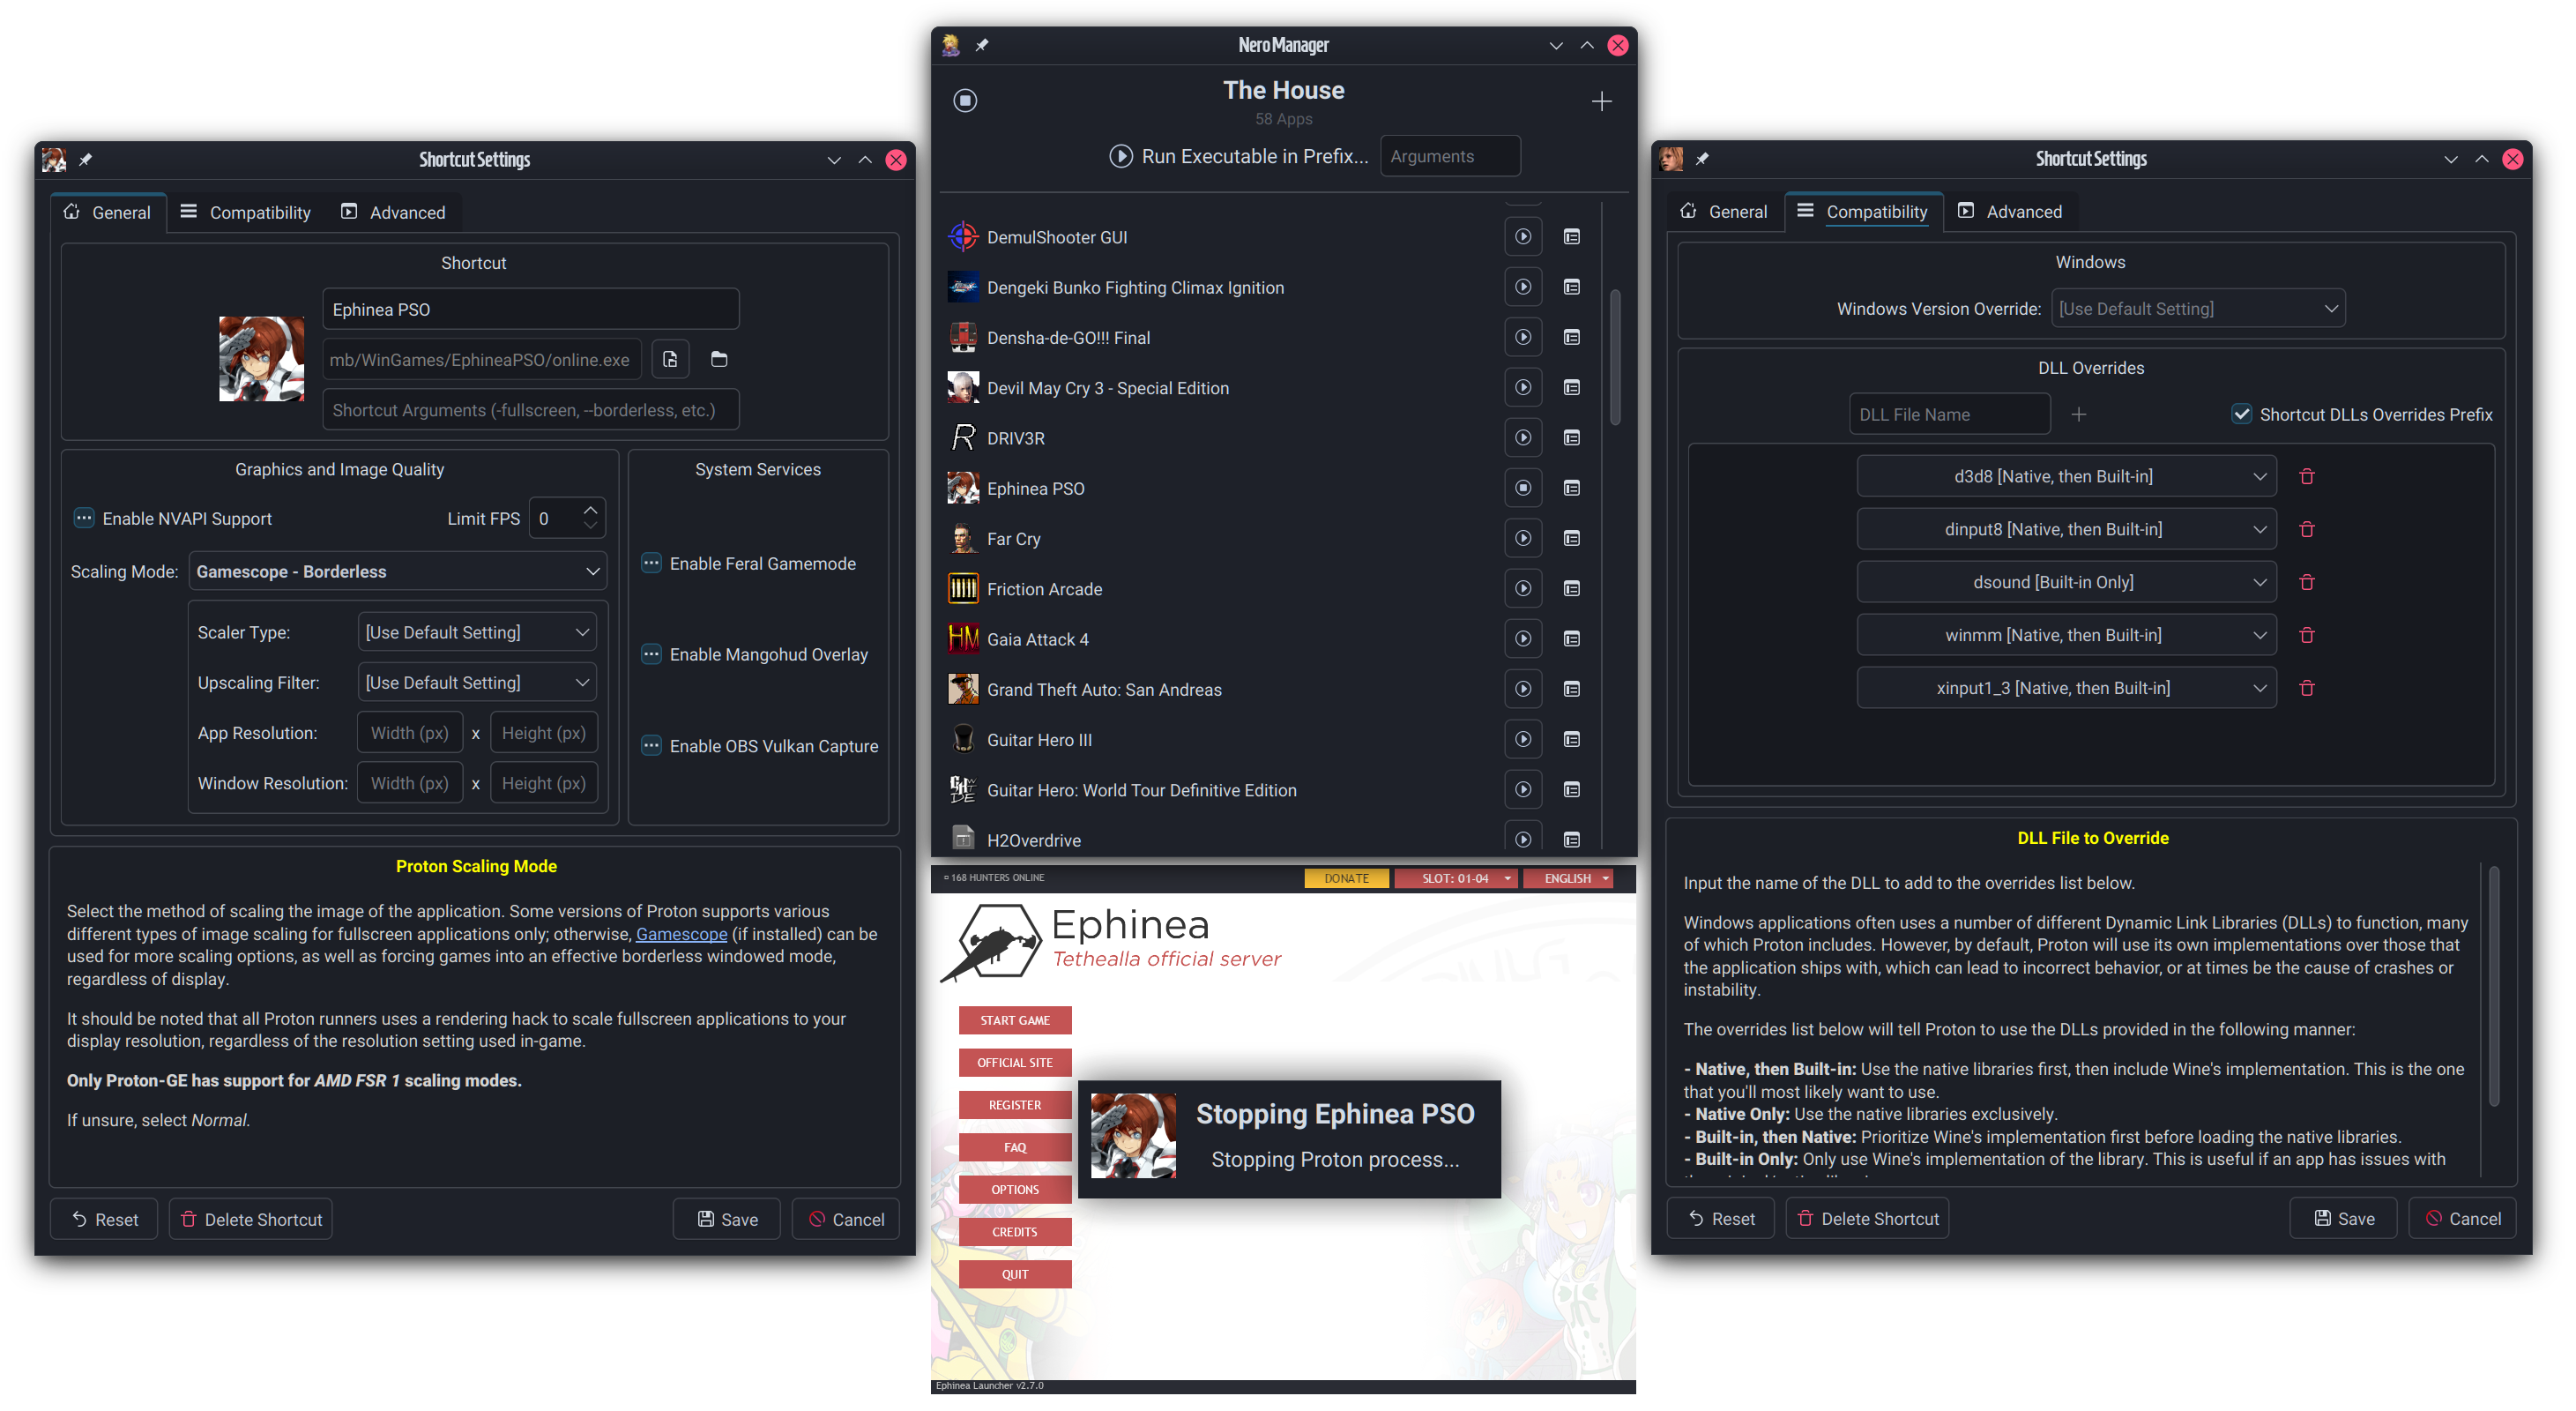 Shortcut Settings
General
Compatibility
Advanced
Shortcut
Ephinea PSO
mb/WinGames/EphineaPSO/online.exe
Shortcut Arguments (-fullscreen, --borderless, etc.)
Graphics and Image Quality
Enable NVAPI Support
Limit FPS
0
Scaling Mode:
Gamescope - Borderless
Scaler Type:
[Use Default Setting]
Upscaling Filter:
[Use Default Setting]
App Resolution:
Width (px)
x
Height (px)
Window Resolution:
Width (px)
x
Height (px)
System Services
Enable Feral Gamemode
Enable Mangohud Overlay
Enable OBS Vulkan Capture
Proton Scaling Mode
Select the method of scaling the image of the application. Some versions of Proton supports various
different types of image scaling for fullscreen applications only; otherwise, Gamescope (if installed) can be
used for more scaling options, as well as forcing games into an effective borderless windowed mode,
regardless of display.
It should be noted that all Proton runners uses a rendering hack to scale fullscreen applications to your
display resolution, regardless of the resolution setting used in-game.
Only Proton-GE has support for AMD FSR 1 scaling modes.
If unsure, select Normal.
Reset
Delete Shortcut
Save
Cancel
Nero Manager
The House
58 Apps
Run Executable in Prefix...
Arguments
DemulShooter GUI
Dengeki Bunko Fighting Climax Ignition
Densha-de-GO!!! Final
Devil May Cry 3 - Special Edition
DRIV3R
Ephinea PSO
Far Cry
Friction Arcade
HM
Gaia Attack 4
Grand Theft Auto: San Andreas
Guitar Hero III
Guitar Hero: World Tour Definitive Edition
H2Overdrive
168 HUNTERS ONLINE
DONATE
SLOT: 01-04
ENGLISH
Ephinea
Tethealla official server
START GAME
OFFICIAL SITE
REGISTER
FAQ
OPTIONS
CREDITS
QUIT
Stopping Ephinea PSO
Stopping Proton process...
Ephinea Launcher v2.7.0
Shortcut Settings
General
Compatibility
Advanced
Windows
Windows Version Override:
[Use Default Setting]
DLL Overrides
DLL File Name
Shortcut DLLs Overrides Prefix
d3d8 [Native, then Built-in]
dinput8 [Native, then Built-in]
dsound [Built-in Only]
winmm [Native, then Built-in]
xinput1_3 [Native, then Built-in]
DLL File to Override
Input the name of the DLL to add to the overrides list below.
Windows applications often uses a number of different Dynamic Link Libraries (DLLs) to function, many
of which Proton includes. However, by default, Proton will use its own implementations over those that
the application ships with, which can lead to incorrect behavior, or at times be the cause of crashes or
instability.
The overrides list below will tell Proton to use the DLLs provided in the following manner:
- Native, then Built-in: Use the native libraries first, then include Wine's implementation. This is the one
that you'll most likely want to use.
- Native Only: Use the native libraries exclusively.
- Built-in, then Native: Prioritize Wine's implementation first before loading the native libraries.
- Built-in Only: Only use Wine's implementation of the library. This is useful if an app has issues with
Reset
Delete Shortcut
Save
Cancel